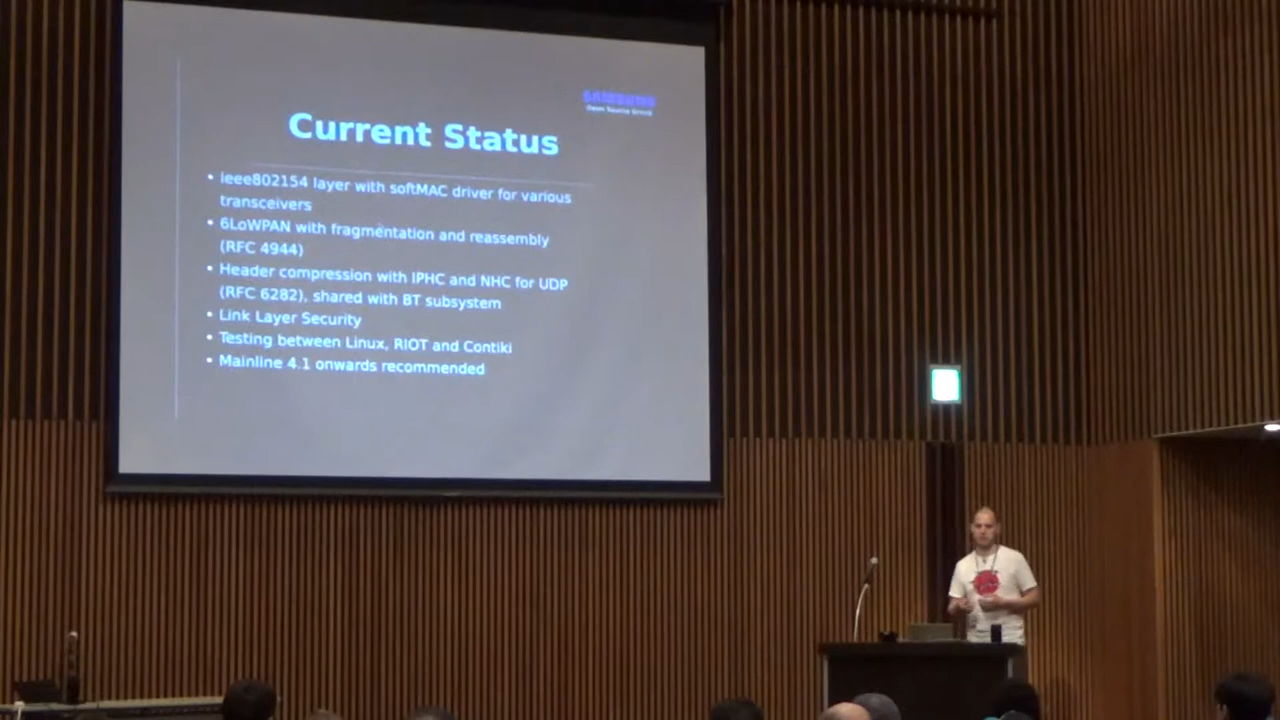 SAMSUNG
Open Source Group
Current Status
• Ieee802154 layer with softMAC driver for various
transceivers
• 6LoWPAN with fragmentation and reassembly
(RFC 4944)
• Header compression with IPHC and NHC for UDP
(RFC 6282), shared with BT subsystem
• Link Layer Security
• Testing between Linux, RIOT and Contiki
• Mainline 4.1 onwards recommended